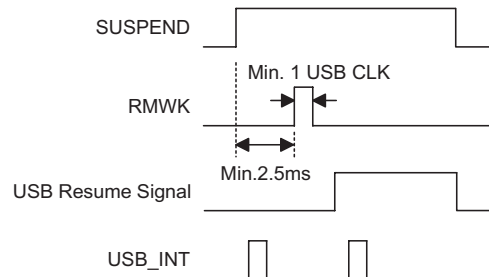 SUSPEND
Min. 1 USB CLK
RMWK
Min.2.5ms
USB Resume Signal
USB_INT